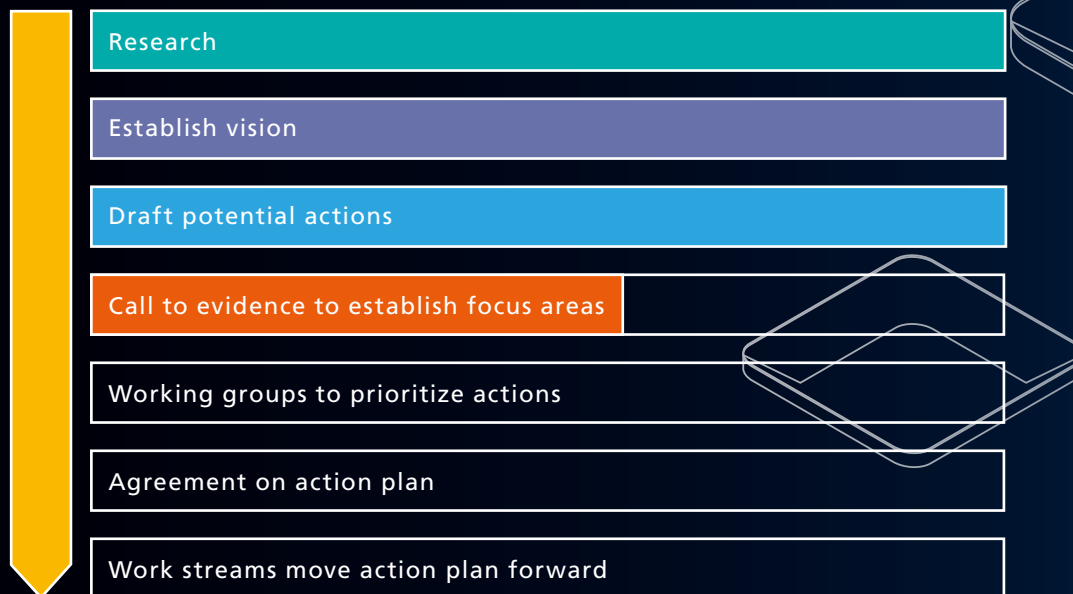 Research
Establish vision
Draft potential actions
Call to evidence to establish focus areas
Working groups to prioritize actions
Agreement on action plan
Work streams move action plan forward